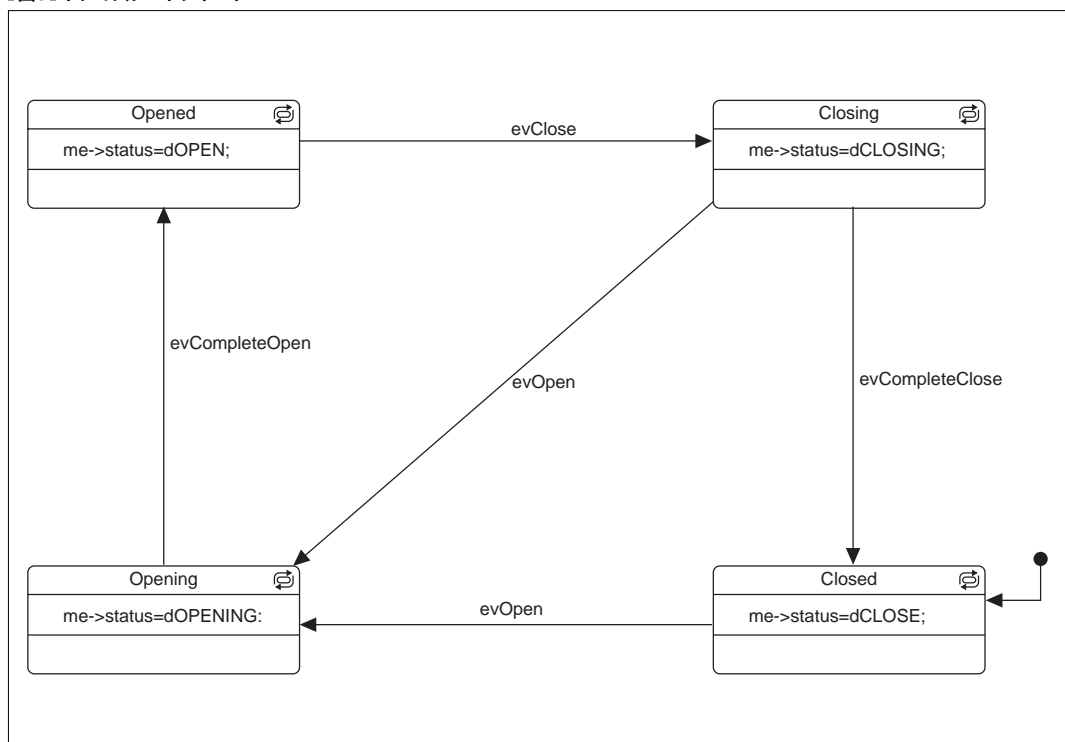 Opened
me->status=dOPEN;
evClose
Closing
me->status=dCLOSING;
evCompleteOpen
evOpen
evCompleteClose
Opening
me->status=dOPENING:
evOpen
Closed
me->status=dCLOSE;